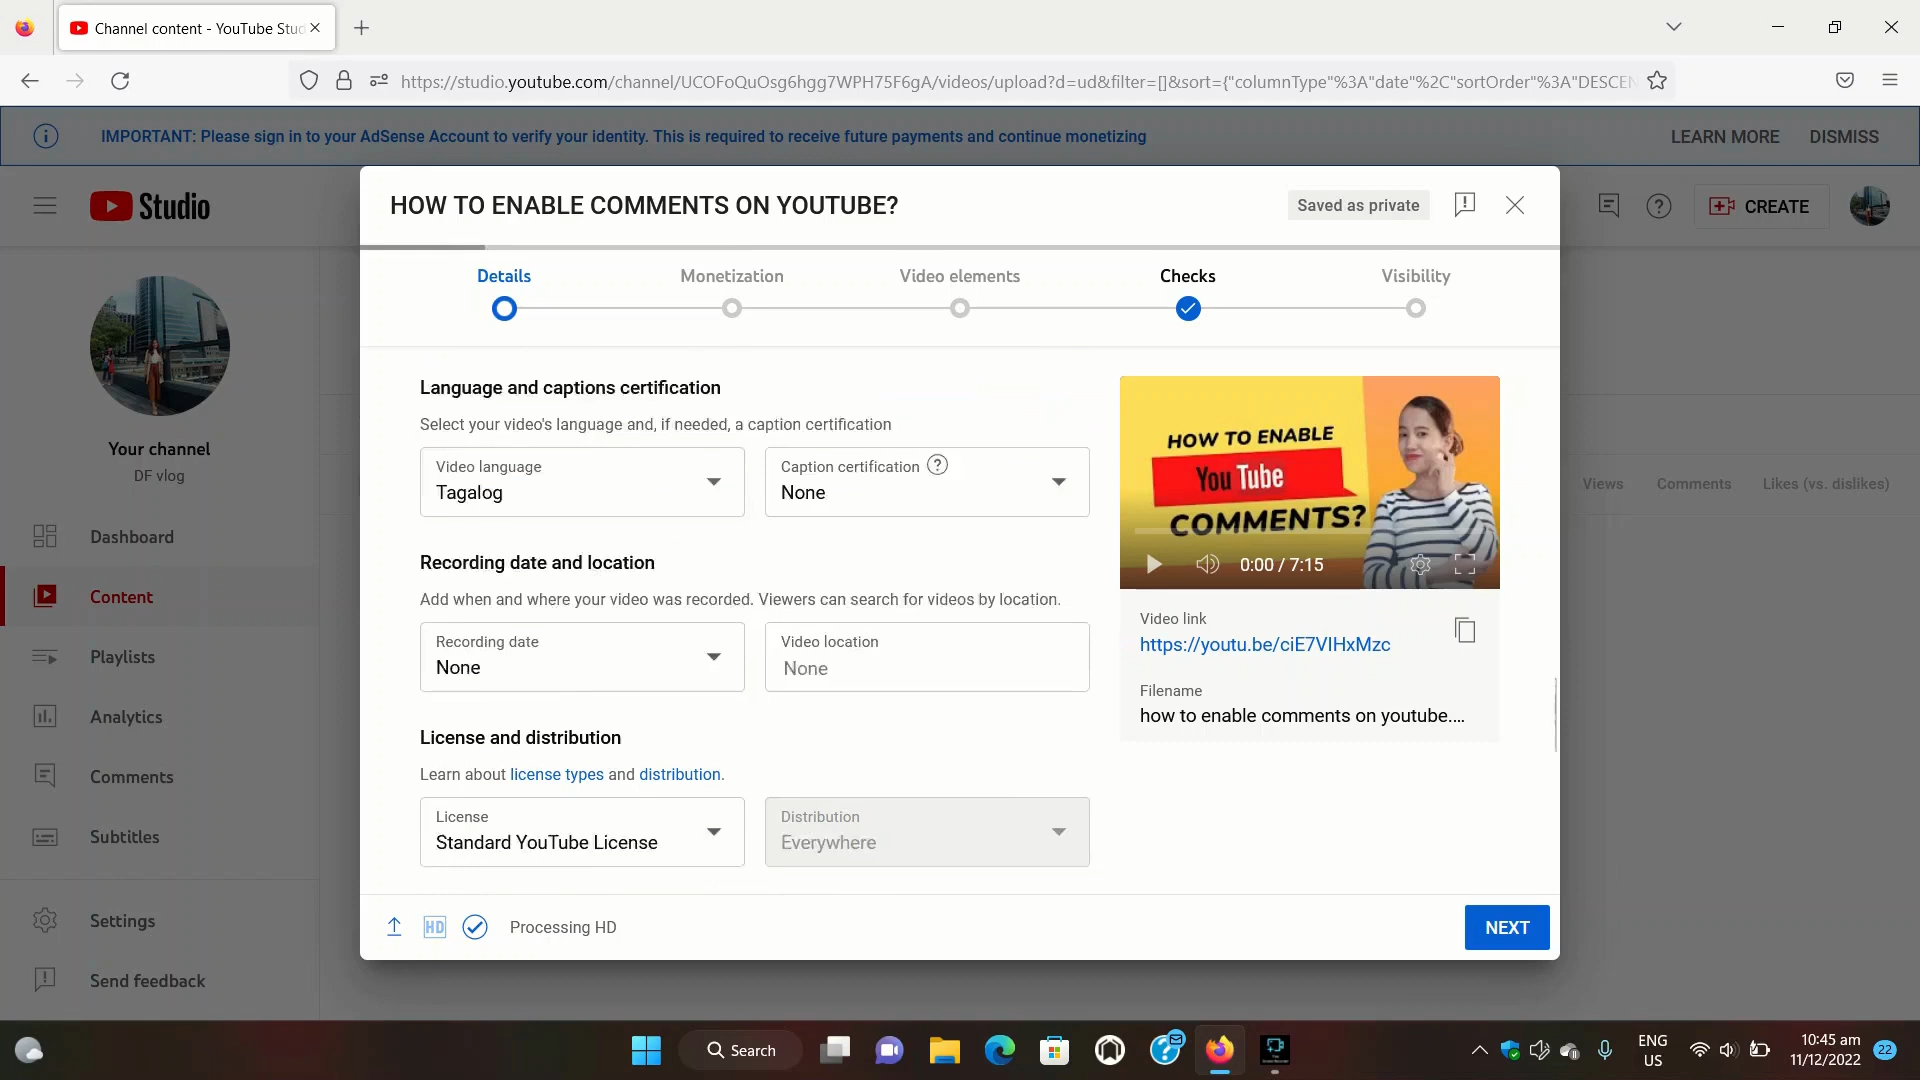 Channel content - YouTube Stud
https://studio.youtube.com/channel/UCOFoQuOsg6hgg7WPH75F6gA/videos/upload?d=ud&filter=[]&sort={"columnType"%3A"date"%2C"sortOrder"%3A"DESCEN
IMPORTANT: Please sign in to your AdSense Account to verify your identity. This is required to receive future payments and continue monetizing
LEARN MORE
DISMISS
Studio
HOW TO ENABLE COMMENTS ON YOUTUBE?
Saved as private
CREATE
Details
Monetization
Video elements
Checks
Visibility
Your channel
DF vlog
Dashboard
Content
Playlists
Analytics
Comments
Subtitles
Settings
Send feedback
Language and captions certification
Select your video's language and, if needed, a caption certification
Video language
Tagalog
Caption certification
None
Recording date and location
Add when and where your video was recorded. Viewers can search for videos by location.
Recording date
None
Video location
None
License and distribution
Learn about license types and distribution.
License
Standard YouTube License
Distribution
Everywhere
HOW TO ENABLE
YouTube
COMMENTS?
0:00 / 7:15
Video link
https://youtu.be/ciE7VIHxMzc
Filename
how to enable comments on youtube....
Views
Comments
Likes (vs. dislikes)
HD
Processing HD
NEXT
Search
ENG
US
10:45 am
11/12/2022
22